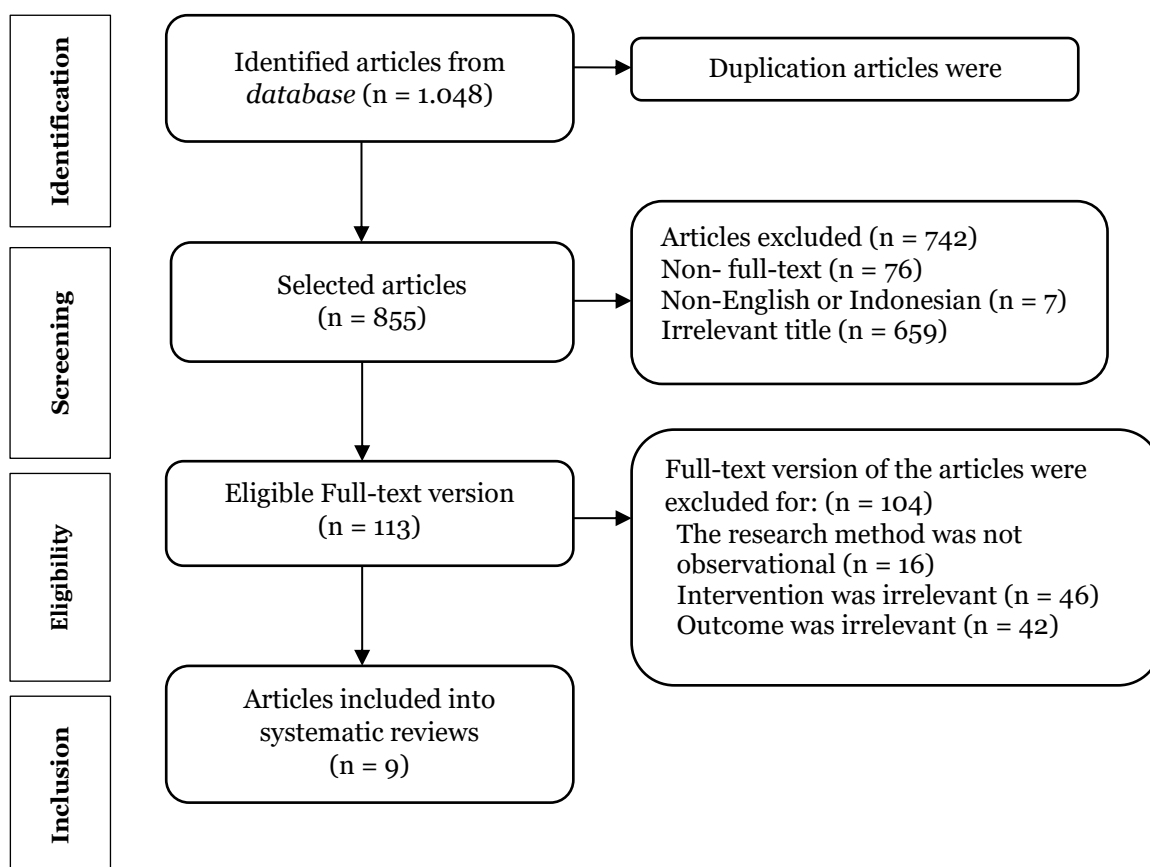 Identification
Identified articles from
database (n = 1.048)
Duplication articles were
Screening
Selected articles
(n = 855)
Articles excluded (n = 742)
Non- full-text (n = 76)
Non-English or Indonesian (n = 7)
Irrelevant title (n = 659)
Eligibility
Eligible Full-text version
(n = 113)
Full-text version of the articles were
excluded for: (n = 104)
The research method was not
observational (n = 16)
Intervention was irrelevant (n = 46)
Outcome was irrelevant (n = 42)
Inclusion
Articles included into
systematic reviews
(n = 9)